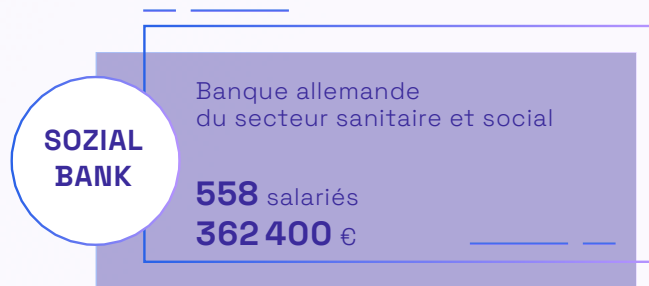 SOZIAL
BANK
Banque allemande
du secteur sanitaire et social
558 salariés
362 400 €